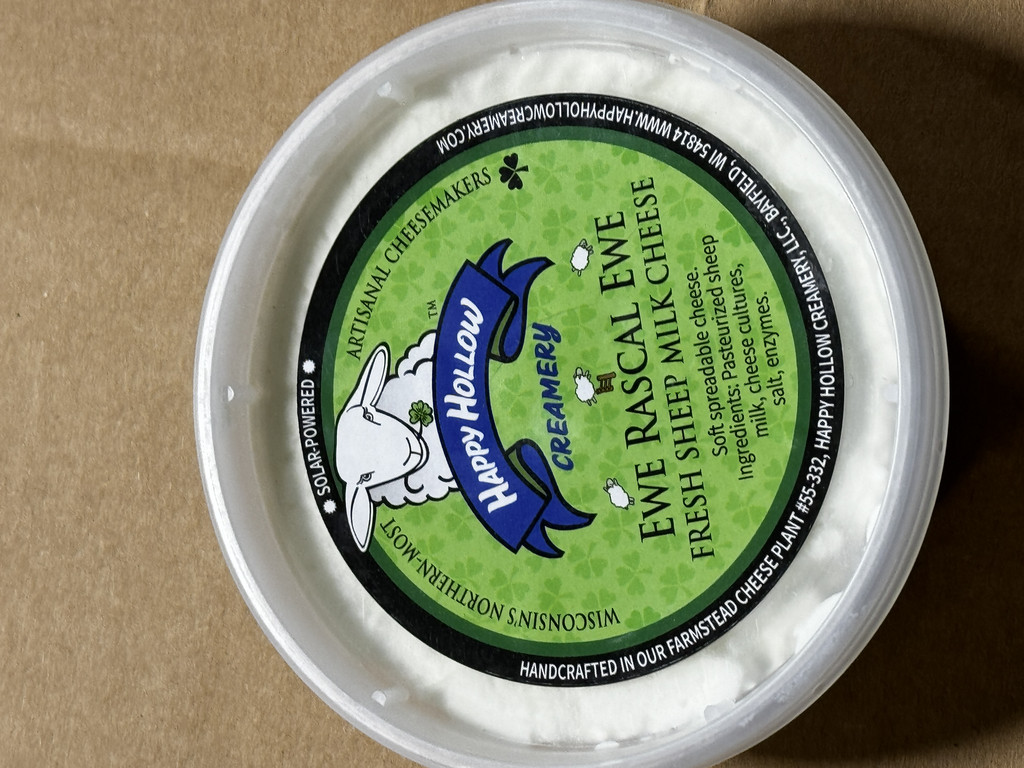 ☼ SOLAR-POWERED ☼
WISCONSIN'S NORTHERN-MOST ARTISANAL CHEESEMAKERS
HAPPY HOLLOW™
CREAMERY
EWE RASCAL EWE
FRESH SHEEP MILK CHEESE
Soft spreadable cheese.
Ingredients: Pasteurized sheep
milk, cheese cultures,
salt, enzymes.
HANDCRAFTED IN OUR FARMSTEAD CHEESE PLANT #55-332, HAPPY HOLLOW CREAMERY, LLC., BAYFIELD, WI 54814 WWW.HAPPYHOLLOWCREAMERY.COM